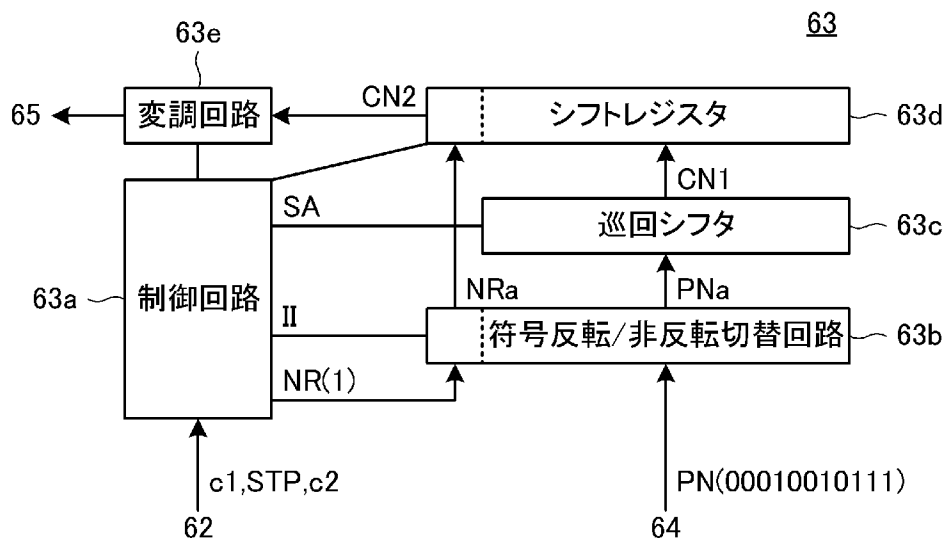 63
63e
65
変調回路
CN2
シフトレジスタ
63d
CN1
SA
巡回シフタ
63c
63a
制御回路
NRa
PNa
II
符号反転/非反転切替回路
63b
NR(1)
c1,STP,c2
PN(00010010111)
62
64